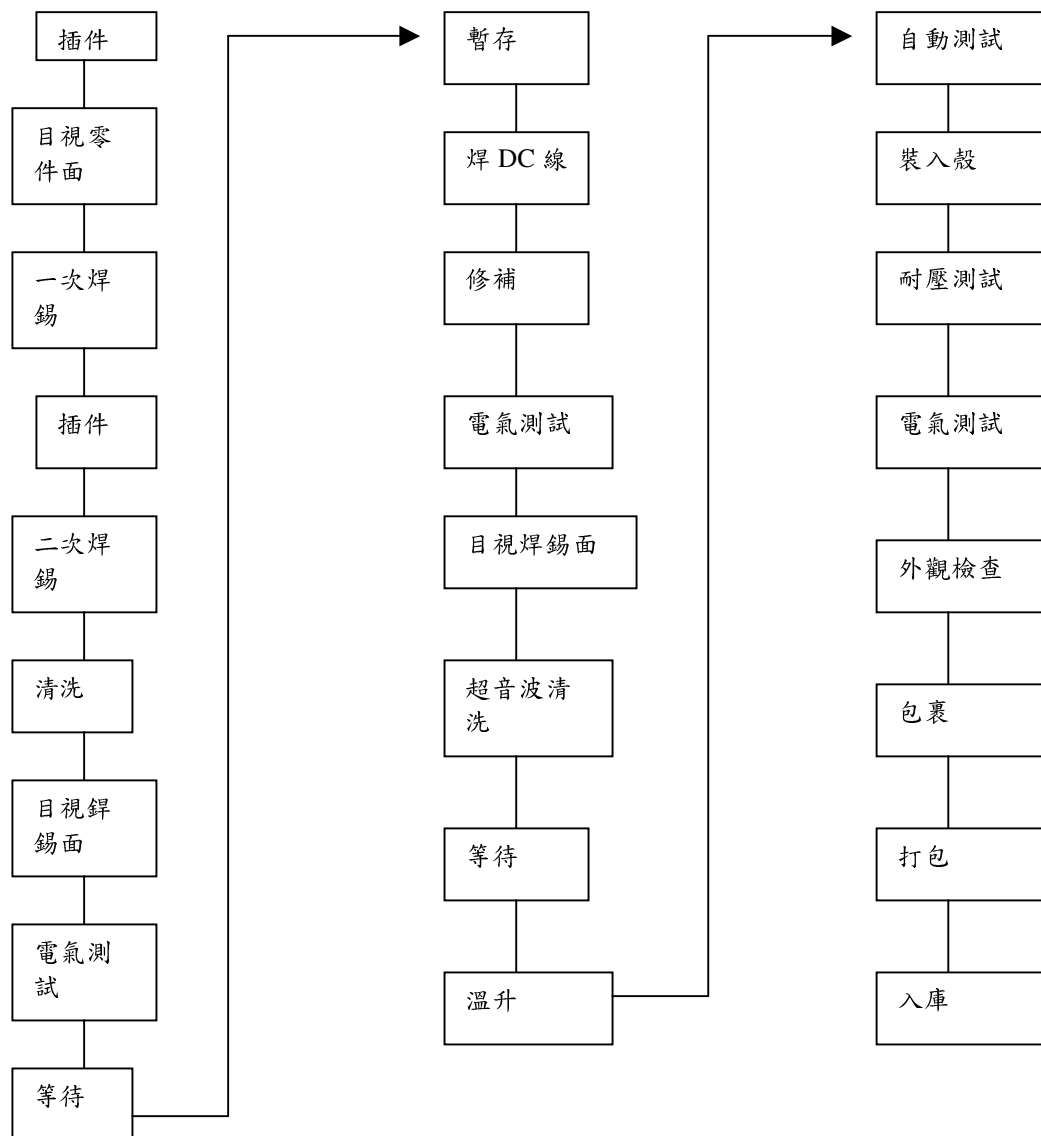 插件
目視零
件面
一次焊
錫
插件
二次焊
錫
清洗
目視銲
錫面
電氣測
試
等待
暫存
焊 DC 線
修補
電氣測試
目視焊錫面
超音波清
洗
等待
溫升
自動測試
裝入殼
耐壓測試
電氣測試
外觀檢查
包裹
打包
入庫